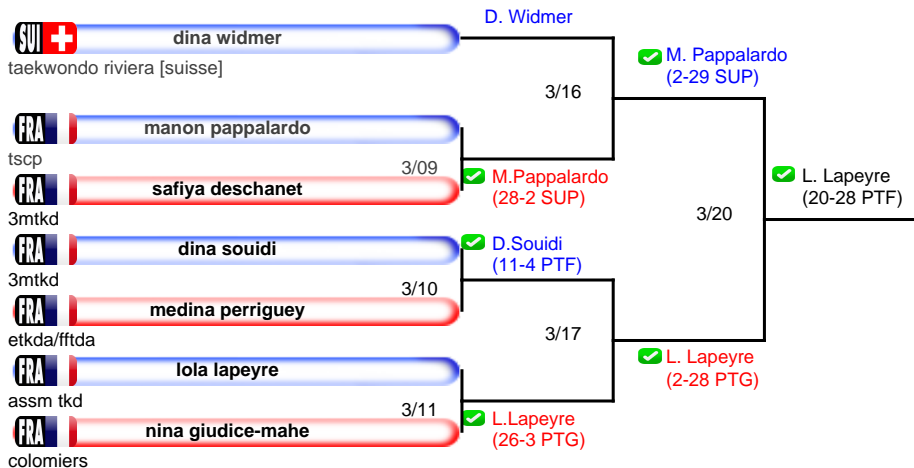 D. Widmer
SUI dina widmer
taekwondo riviera [suisse]
M. Pappalardo
(2-29 SUP)
3/16
FRA manon pappalardo
tscp
3/09
FRA safiya deschanet
3mtkd
M.Pappalardo
(28-2 SUP)
L. Lapeyre
(20-28 PTF)
3/20
FRA dina souidi
3mtkd
D.Souidi
(11-4 PTF)
3/10
FRA medina perriguey
etkda/fftda
3/17
FRA lola lapeyre
assm tkd
L. Lapeyre
(2-28 PTG)
3/11
FRA nina giudice-mahe
colomiers
L.Lapeyre
(26-3 PTG)